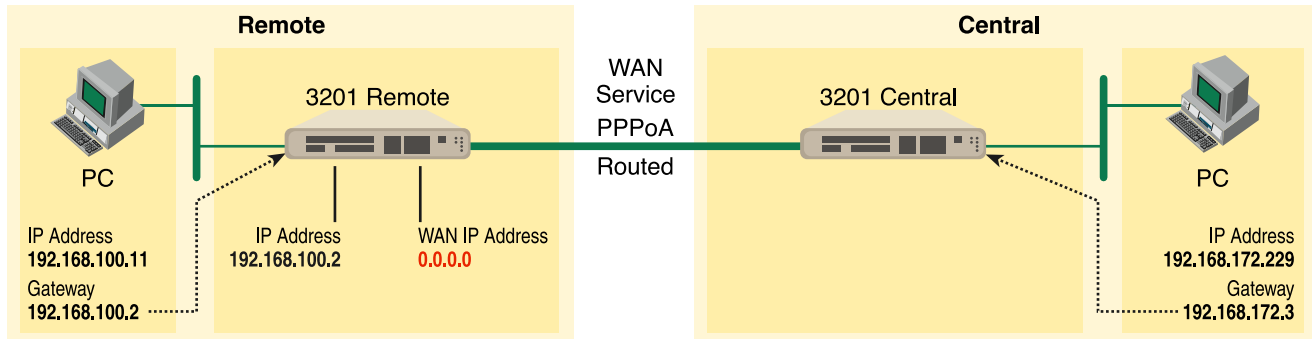 Remote
PC
IP Address
192.168.100.11
Gateway
192.168.100.2
3201 Remote
IP Address
192.168.100.2
WAN IP Address
0.0.0.0
WAN
Service
PPPoA
Routed
Central
3201 Central
PC
IP Address
192.168.172.229
Gateway
192.168.172.3